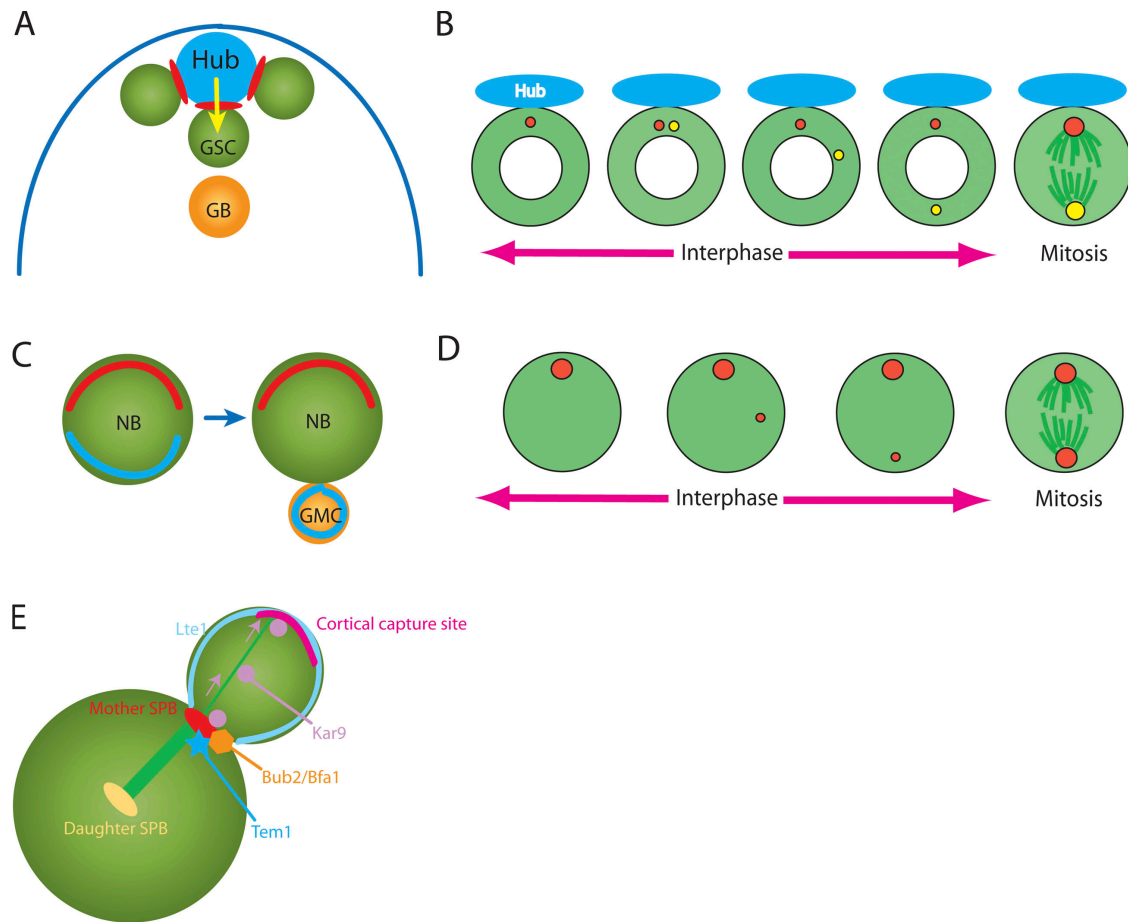 A
Hub
GSC
GB
B
Hub
Interphase
Mitosis
C
NB
NB
GMC
D
Interphase
Mitosis
E
Lte1
Cortical capture site
Mother SPB
Kar9
Bub2/Bfa1
Daughter SPB
Tem1